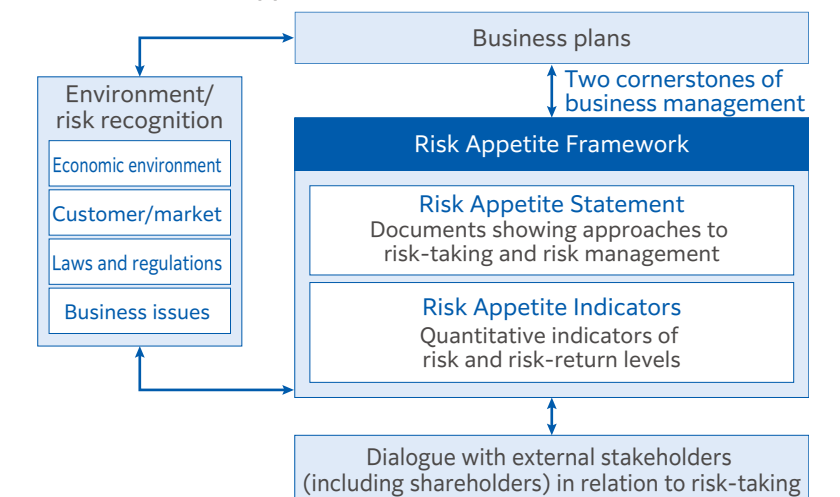 Business plans
Two cornerstones of
business management
Environment/
risk recognition
Economic environment
Customer/market
Laws and regulations
Business issues
Risk Appetite Framework
Risk Appetite Statement
Documents showing approaches to
risk-taking and risk management
Risk Appetite Indicators
Quantitative indicators of
risk and risk-return levels
Dialogue with external stakeholders
(including shareholders) in relation to risk-taking